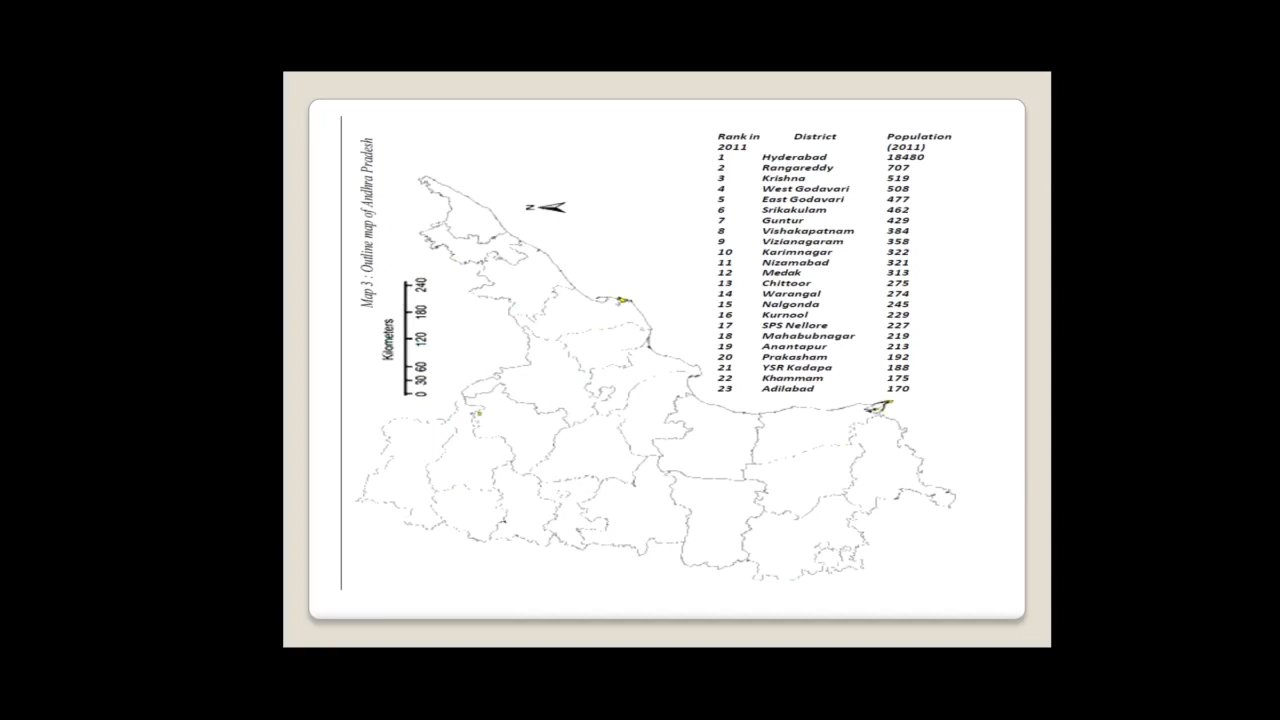 Map 3 : Outline map of Andhra Pradesh
Kilometers
0 30 60 120 180 240
N
Rank in 2011 District Population (2011)
1 Hyderabad 18480
2 Rangareddy 707
3 Krishna 519
4 West Godavari 508
5 East Godavari 477
6 Srikakulam 462
7 Guntur 429
8 Vishakapatnam 384
9 Vizianagaram 358
10 Karimnagar 322
11 Nizamabad 321
12 Medak 313
13 Chittoor 275
14 Warangal 274
15 Nalgonda 245
16 Kurnool 229
17 SPS Nellore 227
18 Mahabubnagar 219
19 Anantapur 213
20 Prakasham 192
21 YSR Kadapa 188
22 Khammam 175
23 Adilabad 170